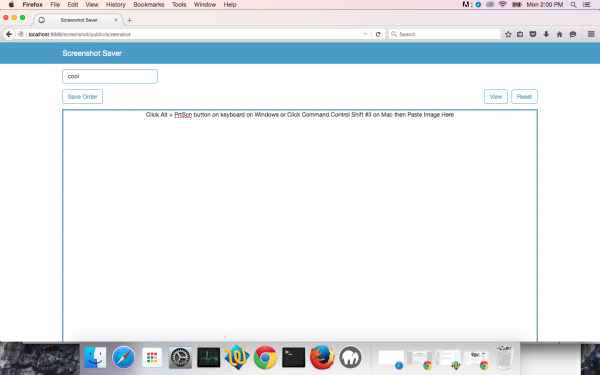 Firefox File Edit View History Bookmarks Tools Window Help
Mon 2:00 PM
Screenshot Saver
localhost:8888/screenshot/public/screenshot
Search
Screenshot Saver
cool
Save Order
View
Reset
Click Alt + PrtScn button on keyboard on Windows or Click Command Control Shift #3 on Mac then Paste Image Here